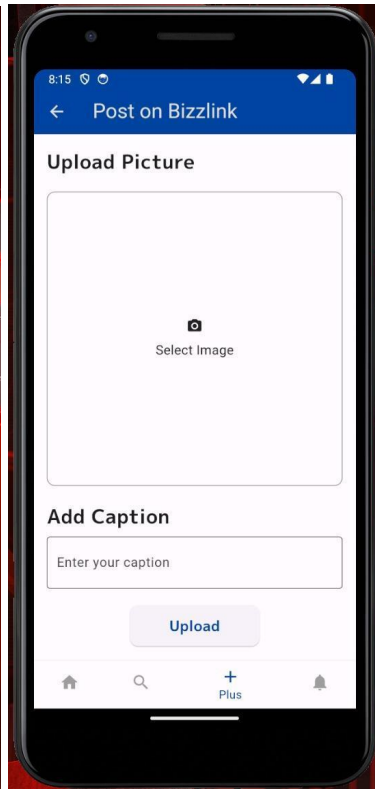 8:15
Post on Bizzlink
Upload Picture
Select Image
Add Caption
Enter your caption
Upload
Plus